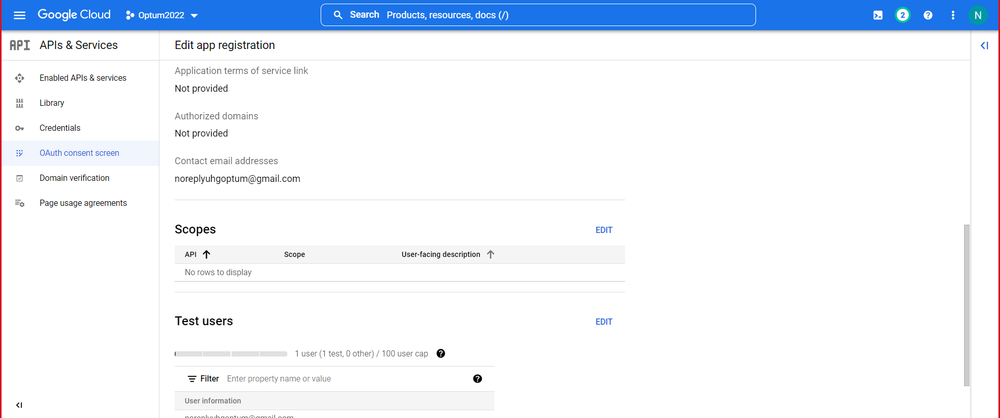 Google Cloud
Optum2022
Search Products, resources, docs (/)
2
N
API APIs & Services
Edit app registration
Enabled APIs & services
Library
Credentials
OAuth consent screen
Domain verification
Page usage agreements
Application terms of service link
Not provided
Authorized domains
Not provided
Contact email addresses
noreplyuhgoptum@gmail.com
Scopes
EDIT
API Scope User-facing description
No rows to display
Test users
EDIT
1 user (1 test, 0 other) / 100 user cap
Filter Enter property name or value
User information
noreplyuhgoptum@gmail.com